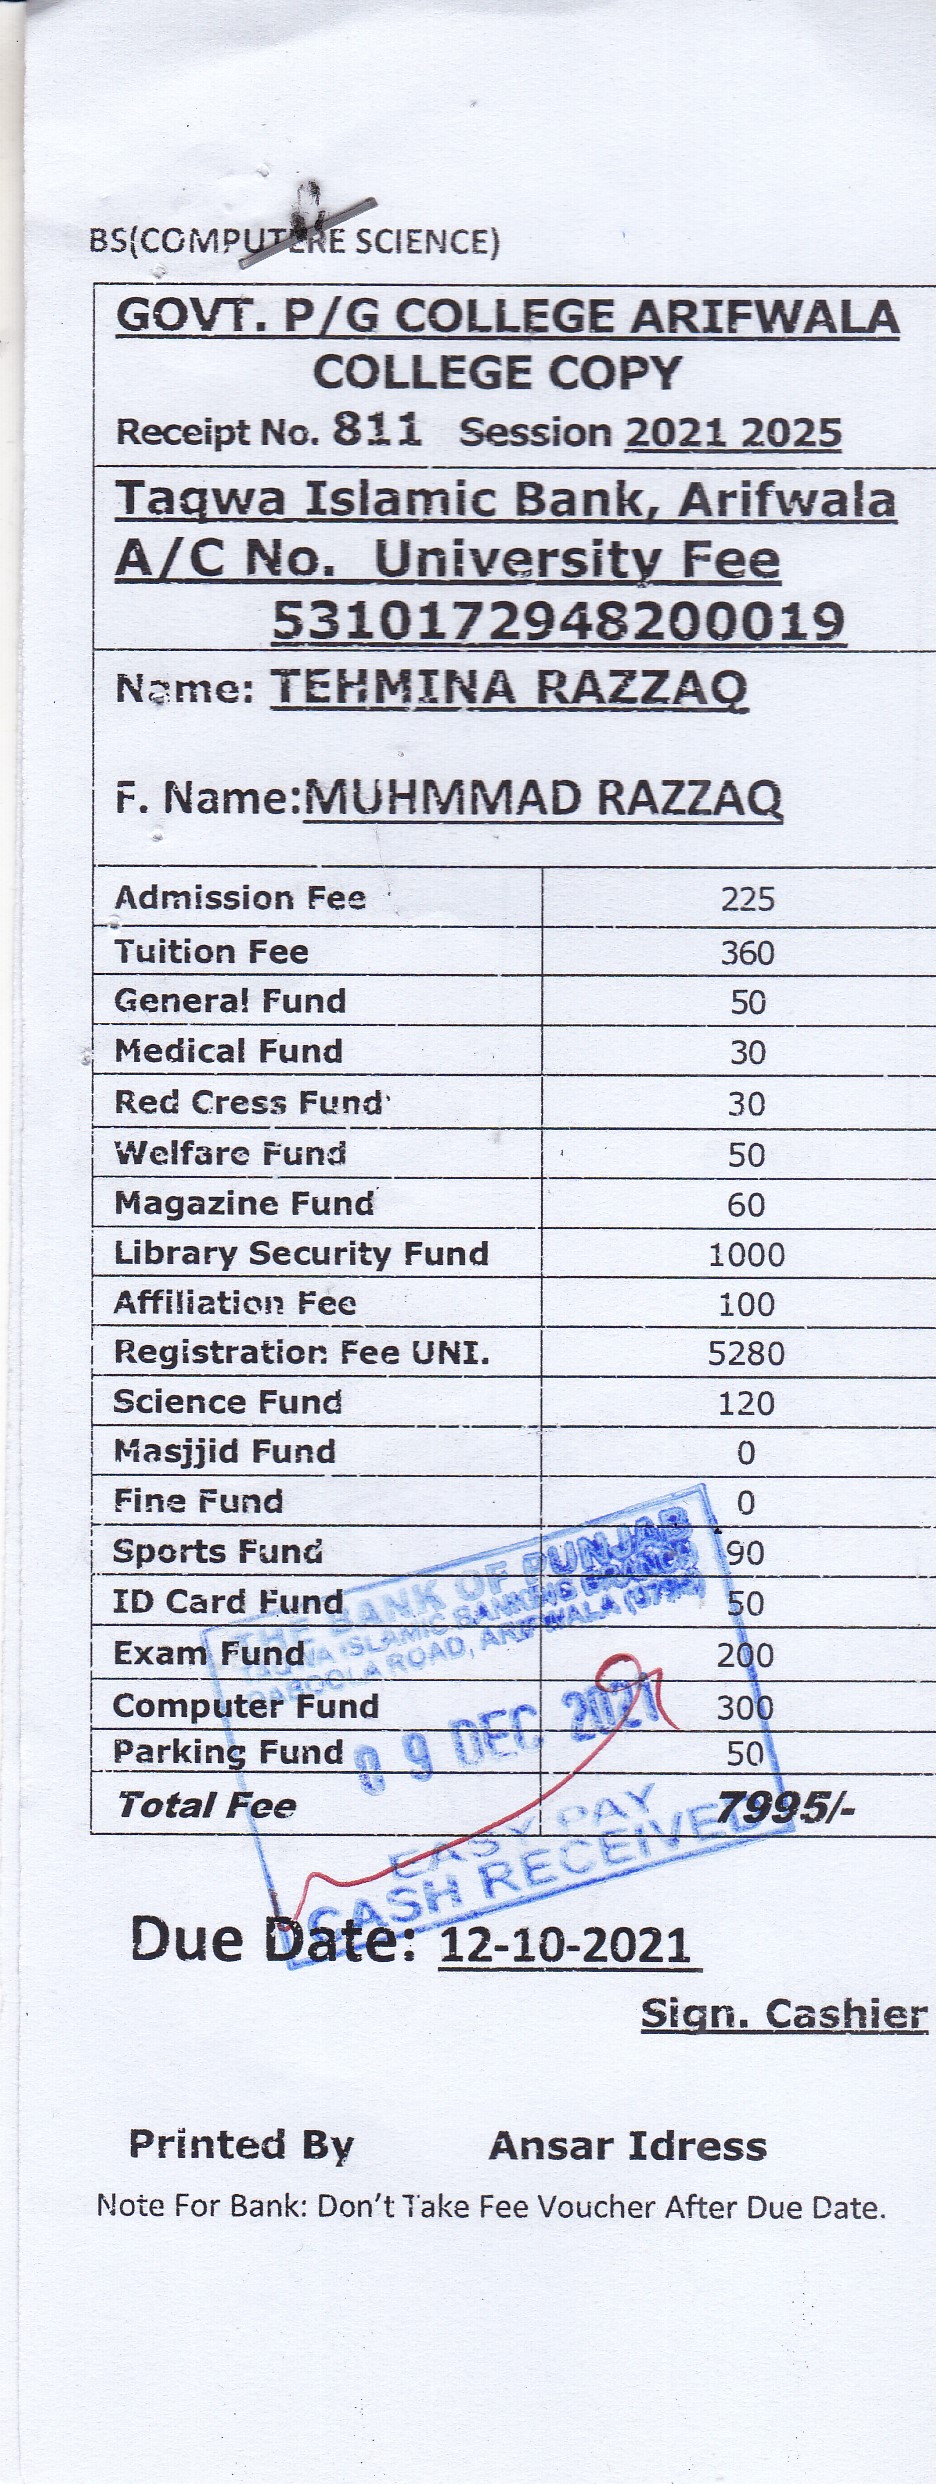 BS(COMPUTERE SCIENCE)
GOVT. P/G COLLEGE ARIFWALA
COLLEGE COPY
Receipt No. 811 Session 2021 2025
Taqwa Islamic Bank, Arifwala
A/C No. University Fee
5310172948200019
Name: TEHMINA RAZZAQ
F. Name:MUHMMAD RAZZAQ
Admission Fee 225
Tuition Fee 360
General Fund 50
Medical Fund 30
Red Cress Fund 30
Welfare Fund 50
Magazine Fund 60
Library Security Fund 1000
Affiliation Fee 100
Registration Fee UNI. 5280
Science Fund 120
Masjjid Fund 0
Fine Fund 0
Sports Fund 90
ID Card Fund 50
Exam Fund 200
Computer Fund 300
Parking Fund 50
Total Fee 7995/-
THE BANK OF PUNJAB
TAQWA ISLAMIC BANKING BRANCH
ROAD, ARIFWALA
09 DEC 2021
EASY PAY
CASH RECEIVED
Due Date: 12-10-2021
Sign. Cashier
Printed By Ansar Idress
Note For Bank: Don't Take Fee Voucher After Due Date.